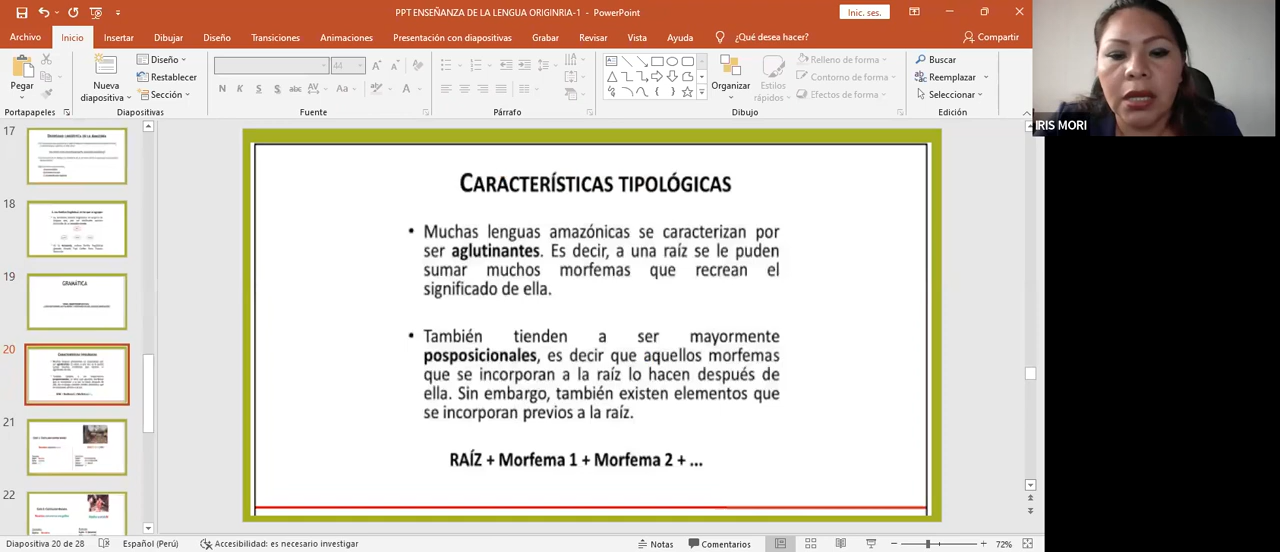 PPT ENSEÑANZA DE LA LENGUA ORIGINRIA-1 - PowerPoint
Inic. ses.
Archivo Inicio Insertar Dibujar Diseño Transiciones Animaciones Presentación con diapositivas Grabar Revisar Vista Ayuda ¿Qué desea hacer? Compartir
Pegar
Nueva diapositiva
Diseño
Restablecer
Sección
44
N K S S abc AV Aa
Organizar
Estilos rápidos
Relleno de forma
Contorno de forma
Efectos de forma
Buscar
Reemplazar
Seleccionar
Portapapeles Diapositivas Fuente Párrafo Dibujo Edición
IRIS MORI
17
18
19
GRAMÁTICA
20
21
22
CARACTERÍSTICAS TIPOLÓGICAS
• Muchas lenguas amazónicas se caracterizan por
ser aglutinantes. Es decir, a una raíz se le puden
sumar muchos morfemas que recrean el
significado de ella.
• También tienden a ser mayormente
posposicionales, es decir que aquellos morfemas
que se incorporan a la raíz lo hacen después de
ella. Sin embargo, también existen elementos que
se incorporan previos a la raíz.
RAÍZ + Morfema 1 + Morfema 2 + ...
Diapositiva 20 de 28 Español (Perú) Accesibilidad: es necesario investigar Notas Comentarios 72%